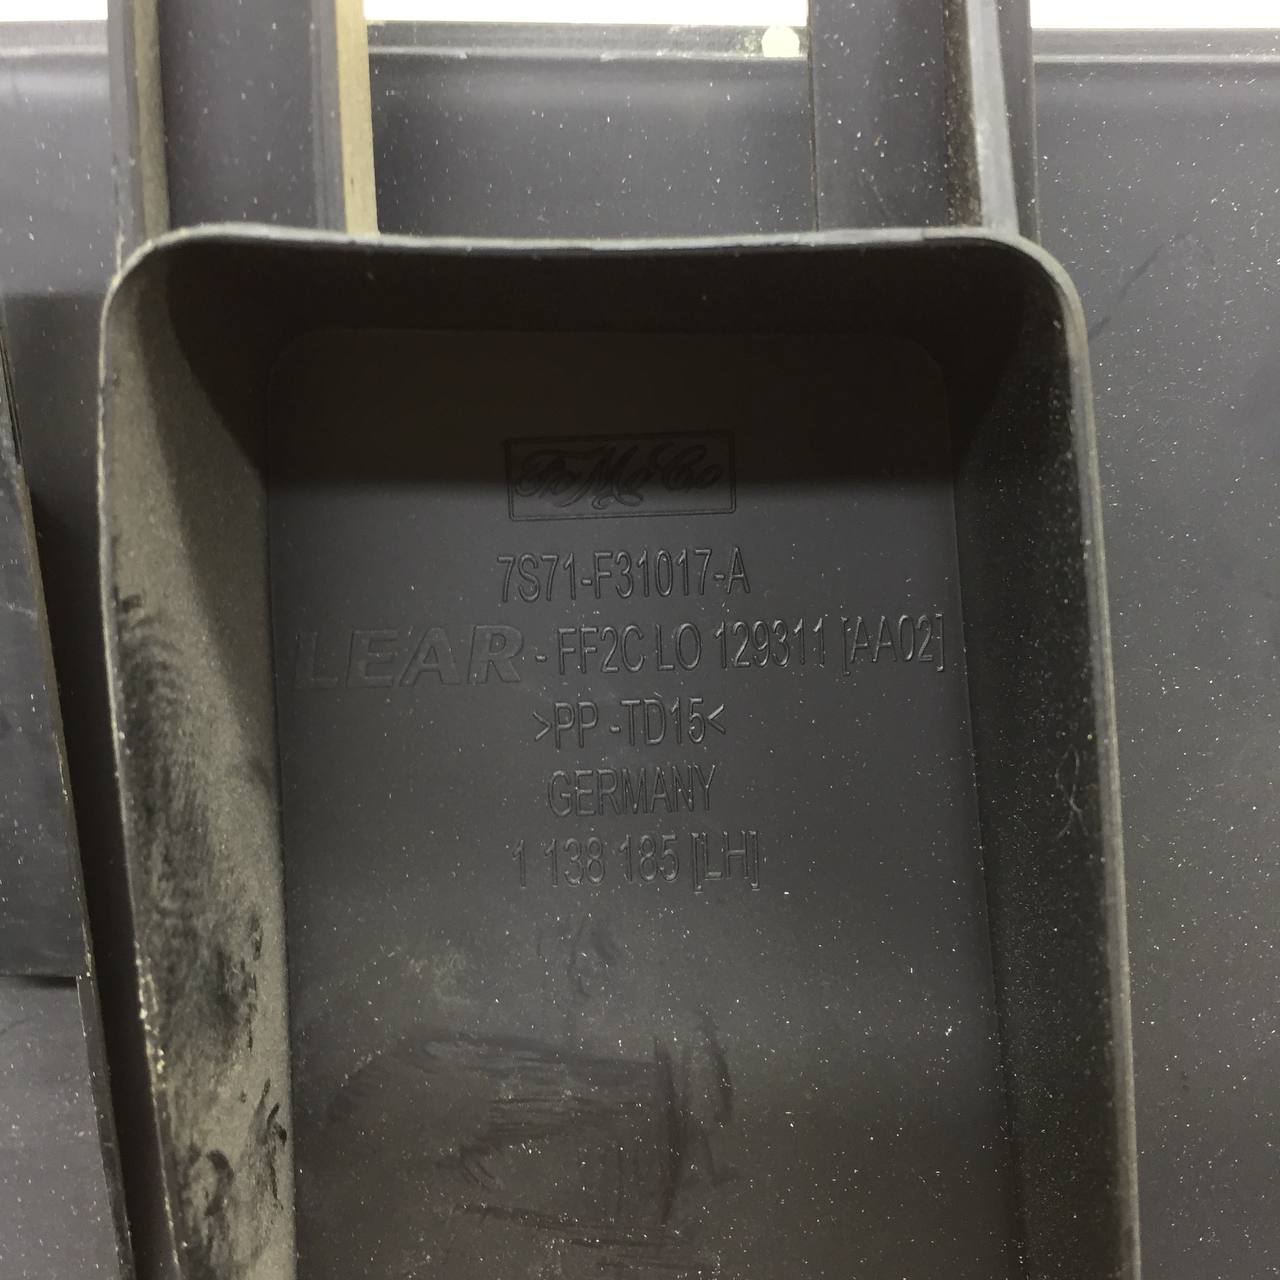 FoMoCo
7S71-F31017-A
LEAR - FF2C LO 129311 [AA02]
>PP -TD15<
GERMANY
1 138 185 [LH]